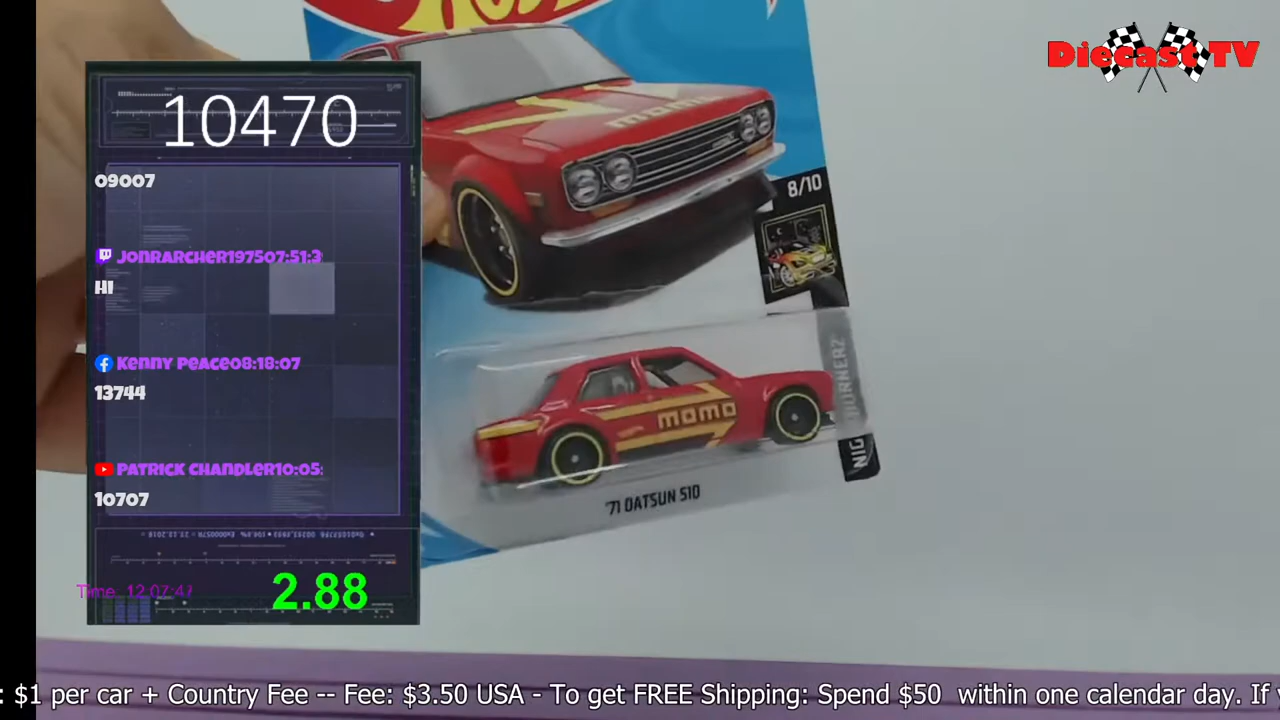 Diecast TV
10470
09007
JONRARCHER197507:51:3
HI
Kenny Peace08:18:07
13744
Patrick Chandler10:05:
10707
Time 12:07:47
2.88
momo
8/10
momo
'71 DATSUN 510
: $1 per car + Country Fee -- Fee: $3.50 USA - To get FREE Shipping: Spend $50 within one calendar day. If